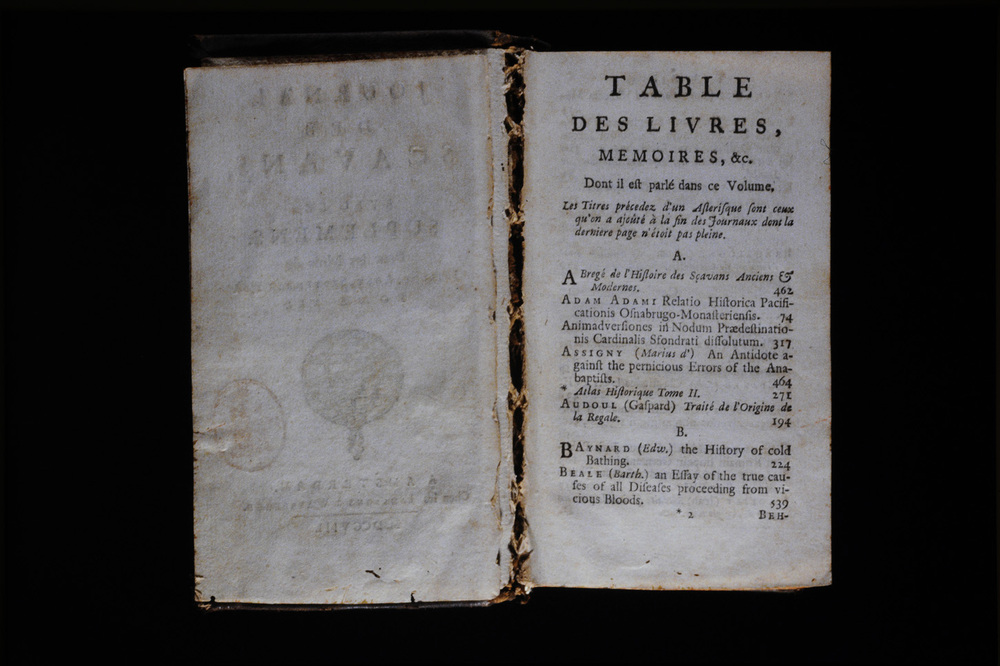 TABLE
DES LIVRES,
MEMOIRES, &c.
Dont il est parlé dans ce Volume.
Les Titres précedez d'un Asterisque sont ceux
qu'on a ajoûté à la fin des Journaux dont la
derniere page n'étoit pas pleine.
A.
ABregé de l'Histoire des Sçavans Anciens &
Modernes. 462
ADAM ADAMI Relatio Historica Pacifi-
cationis Osnabrugo-Monasteriensis. 74
Animadversiones in Nodum Prædestinatio-
nis Cardinalis Sfondrati dissolutum. 317
ASSIGNY (Marius d') An Antidote a-
gainst the pernicious Errors of the Ana-
baptists. 464
* Atlas Historique Tome II. 271
AUDOUL (Gaspard) Traité de l'Origine de
la Regale. 194
B.
BAYNARD (Edw.) the History of cold
Bathing. 224
BEALE (Barth.) an Essay of the true cau-
ses of all Diseases proceeding from vi-
cious Bloods. 539
* 2 BEH-